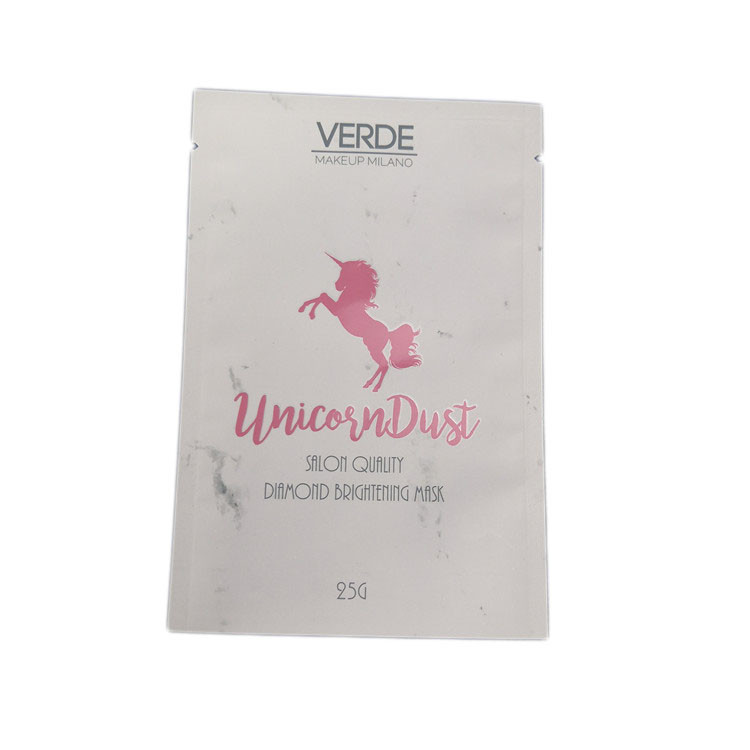 VERDE
MAKEUP MILANO
UnicornDust
SALON QUALITY
DIAMOND BRIGHTENING MASK
25G